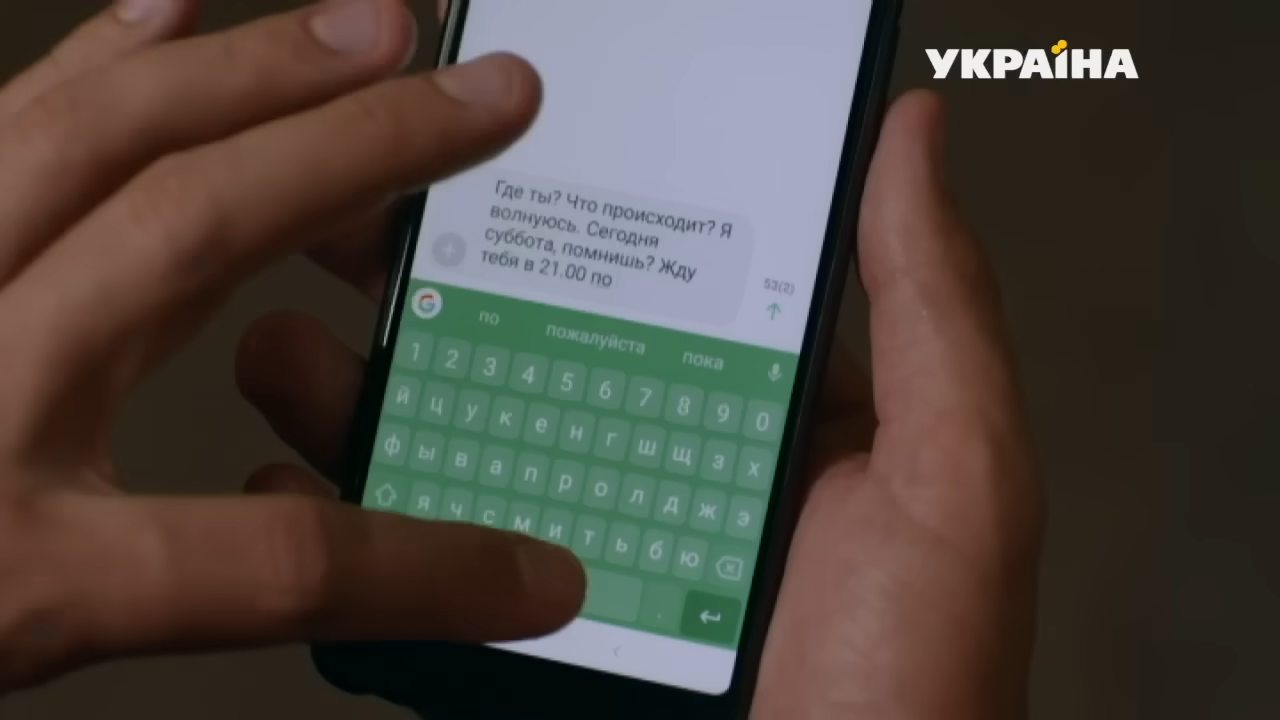 УКРАЇНА
Где ты? Что происходит? Я
волнуюсь. Сегодня
суббота, помнишь? Жду
тебя в 21.00 по
53(2)
G
по пожалуйста пока
1 2 3 4 5 6 7 8 9 0
й ц у к е н г ш щ з х
ф ы в а п р о л д ж э
я ч с м и т ь б ю
.